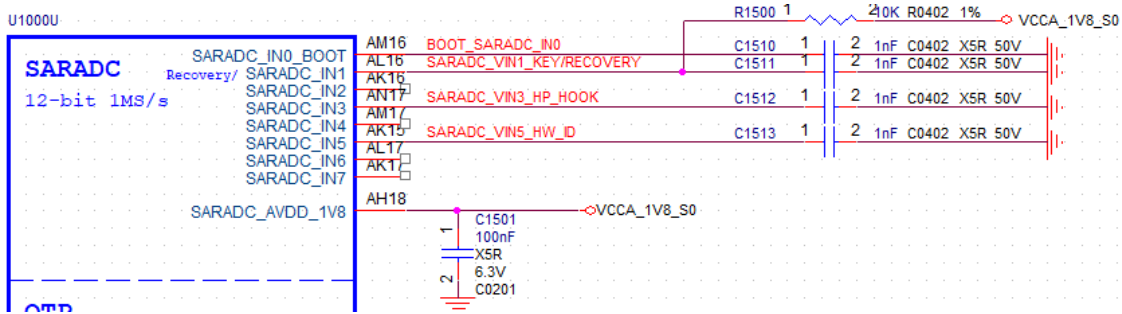 R1500 1 2 10K R0402 1% VCCA_1V8_S0
U1000U
SARADC_IN0_BOOT AM16 BOOT_SARADC_IN0 C1510 1 2 1nF C0402 X5R 50V
SARADC Recovery/ SARADC_IN1 AL16 SARADC_VIN1_KEY/RECOVERY C1511 1 2 1nF C0402 X5R 50V
SARADC_IN2 AK16
12-bit 1MS/s SARADC_IN3 AN17 SARADC_VIN3_HP_HOOK C1512 1 2 1nF C0402 X5R 50V
SARADC_IN4 AM17
SARADC_IN5 AK15 SARADC_VIN5_HW_ID C1513 1 2 1nF C0402 X5R 50V
SARADC_IN6 AL17
SARADC_IN7 AK17
SARADC_AVDD_1V8 AH18 VCCA_1V8_S0
C1501
1 100nF
X5R
2 6.3V
C0201
OTP